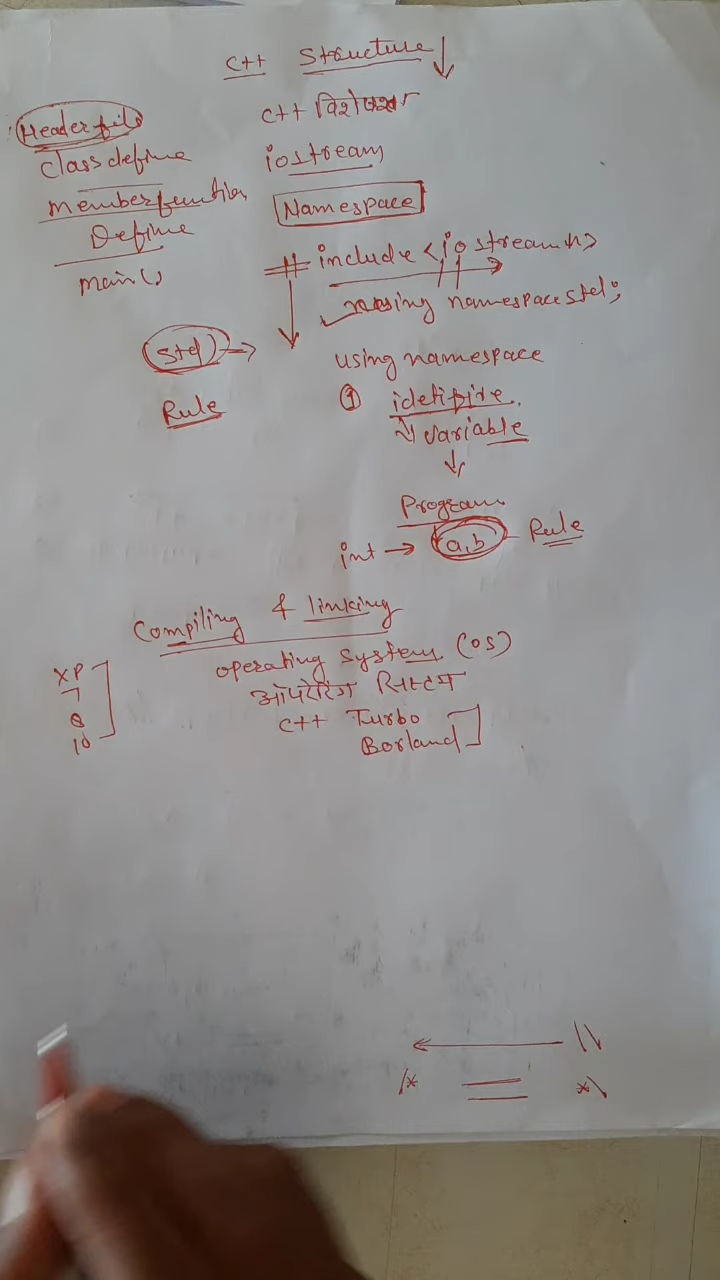 C++ Structure
Header file
class define
member function
Define
main()
C++ विशेषता
iostream
Namespace
# include <iostream.h>
using namespace std;
std
Rule
using namespace
① idetifire
variable
Program
int → a,b - Rule
Compiling & linking
operating system (OS)
ऑपरेटिंग सिस्टम
C++ Turbo
Borland
XP
7
8
10
\\
/* *\